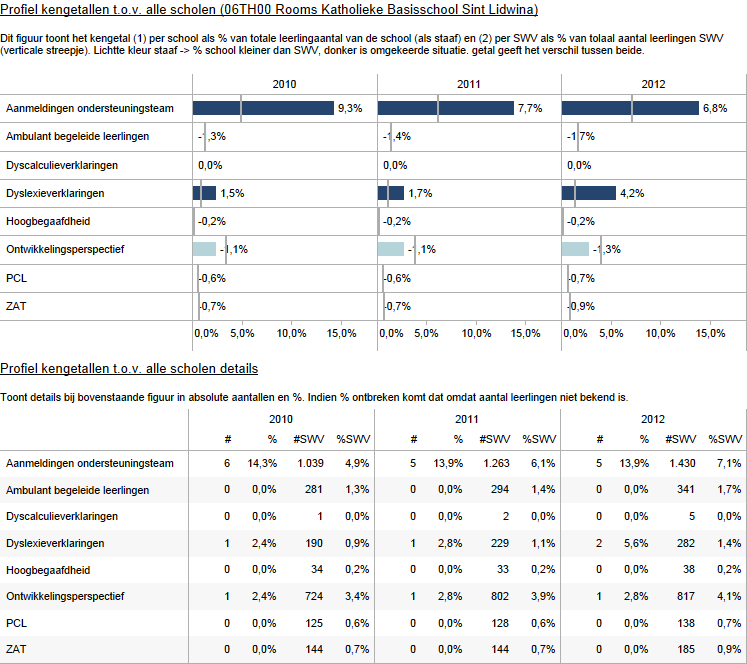 Profiel kengetallen t.o.v. alle scholen (06TH00 Rooms Katholieke Basisschool Sint Lidwina)
Dit figuur toont het kengetal (1) per school als % van totale leerlingaantal van de school (als staaf) en (2) per SWV als % van tolaal aantal leerlingen SWV
(verticale streepje). Lichtte kleur staaf -> % school kleiner dan SWV, donker is omgekeerde situatie. getal geeft het verschil tussen beide.
2010 2011 2012
Aanmeldingen ondersteuningsteam 9,3% 7,7% 6,8%
Ambulant begeleide leerlingen -1,3% -1,4% -1,7%
Dyscalculieverklaringen 0,0% 0,0% 0,0%
Dyslexieverklaringen 1,5% 1,7% 4,2%
Hoogbegaafdheid -0,2% -0,2% -0,2%
Ontwikkelingsperspectief -1,1% -1,1% -1,3%
PCL -0,6% -0,6% -0,7%
ZAT -0,7% -0,7% -0,9%
0,0% 5,0% 10,0% 15,0% 0,0% 5,0% 10,0% 15,0% 0,0% 5,0% 10,0% 15,0%
Profiel kengetallen t.o.v. alle scholen details
Toont details bij bovenstaande figuur in absolute aantallen en %. Indien % ontbreken komt dat omdat aantal leerlingen niet bekend is.
2010 2011 2012
# % #SWV %SWV # % #SWV %SWV # % #SWV %SWV
Aanmeldingen ondersteuningsteam 6 14,3% 1.039 4,9% 5 13,9% 1.263 6,1% 5 13,9% 1.430 7,1%
Ambulant begeleide leerlingen 0 0,0% 281 1,3% 0 0,0% 294 1,4% 0 0,0% 341 1,7%
Dyscalculieverklaringen 0 0,0% 1 0,0% 0 0,0% 2 0,0% 0 0,0% 5 0,0%
Dyslexieverklaringen 1 2,4% 190 0,9% 1 2,8% 229 1,1% 2 5,6% 282 1,4%
Hoogbegaafdheid 0 0,0% 34 0,2% 0 0,0% 33 0,2% 0 0,0% 38 0,2%
Ontwikkelingsperspectief 1 2,4% 724 3,4% 1 2,8% 802 3,9% 1 2,8% 817 4,1%
PCL 0 0,0% 125 0,6% 0 0,0% 128 0,6% 0 0,0% 138 0,7%
ZAT 0 0,0% 144 0,7% 0 0,0% 144 0,7% 0 0,0% 185 0,9%